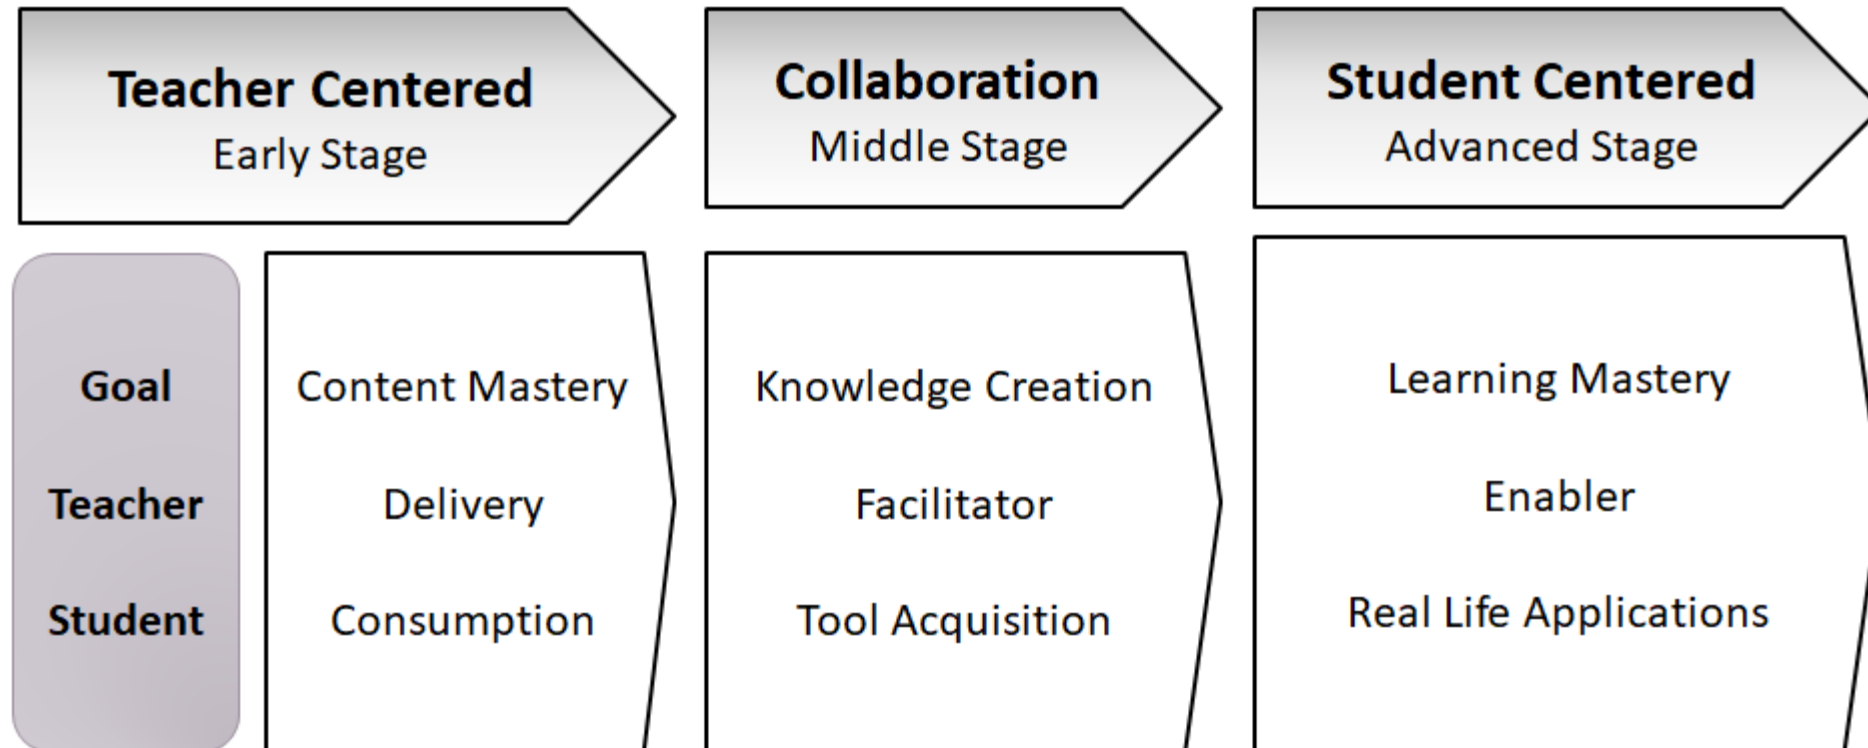 Teacher Centered
Early Stage
Collaboration
Middle Stage
Student Centered
Advanced Stage
Goal
Content Mastery
Knowledge Creation
Learning Mastery
Teacher
Delivery
Facilitator
Enabler
Student
Consumption
Tool Acquisition
Real Life Applications